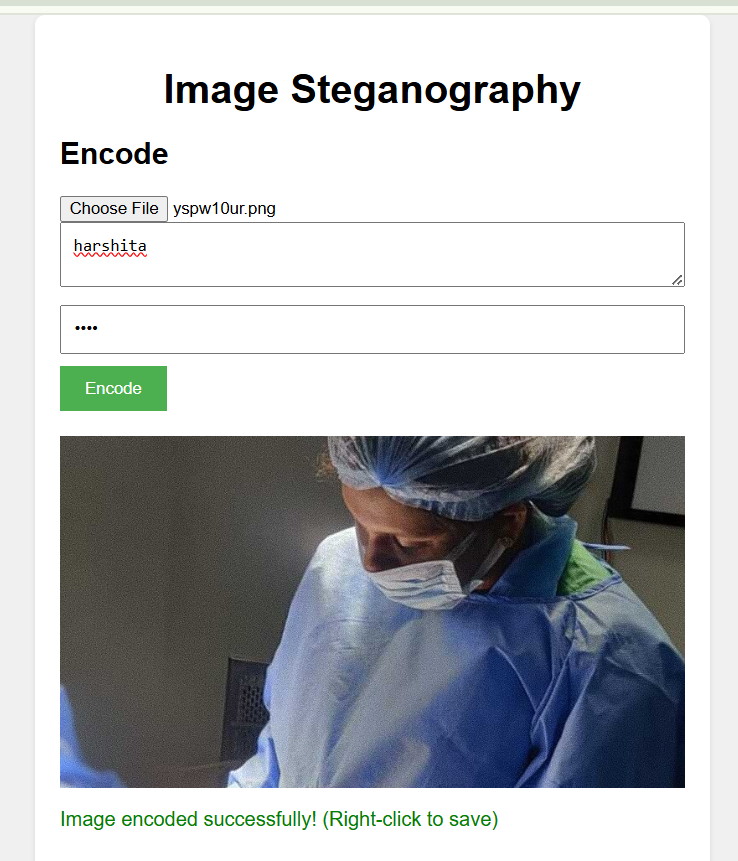 Image Steganography
Encode
Choose File yspw10ur.png
harshita
••••
Encode
Image encoded successfully! (Right-click to save)